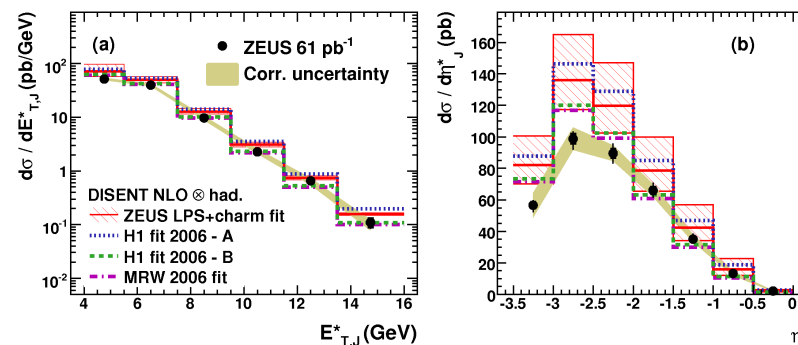 (a)
ZEUS 61 pb⁻¹
Corr. uncertainty
dσ / dE*T,J (pb/GeV)
10²
10
1
10⁻¹
10⁻²
DISENT NLO ⊗ had.
ZEUS LPS+charm fit
H1 fit 2006 - A
H1 fit 2006 - B
MRW 2006 fit
4 6 8 10 12 14 16
E*T,J (GeV)
(b)
dσ / dη*J (pb)
160
140
120
100
80
60
40
20
0
-3.5 -3 -2.5 -2 -1.5 -1 -0.5 0